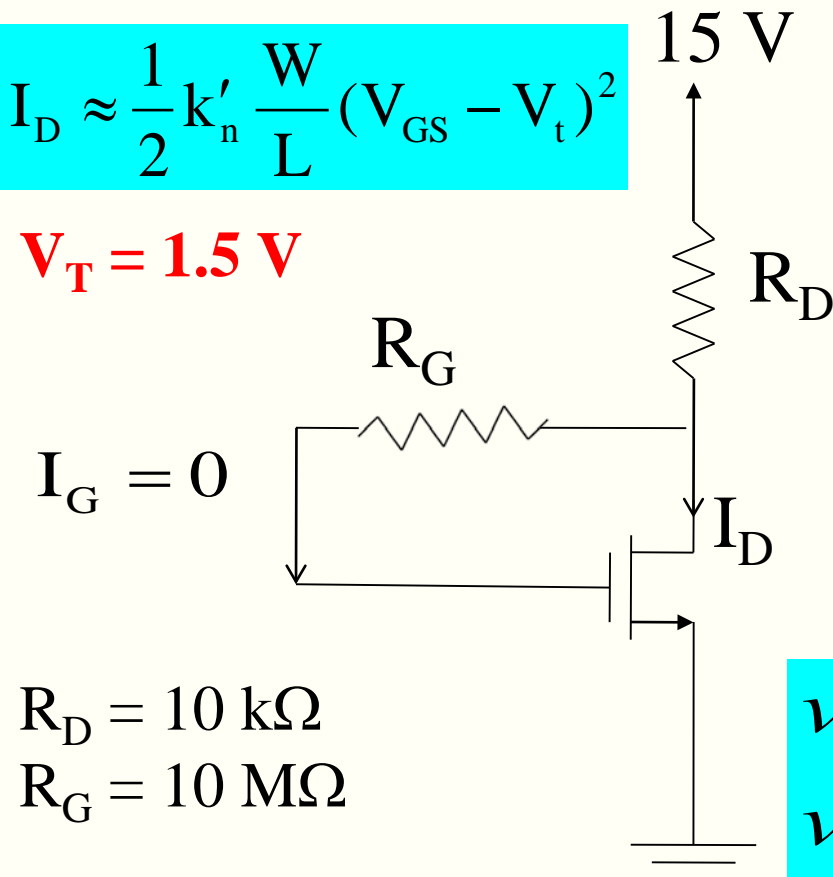 15 V
I_D ≈ 1/2 k′_n W/L (V_GS − V_t)²
V_T = 1.5 V
R_D
R_G
I_G = 0
I_D
R_D = 10 kΩ
R_G = 10 MΩ